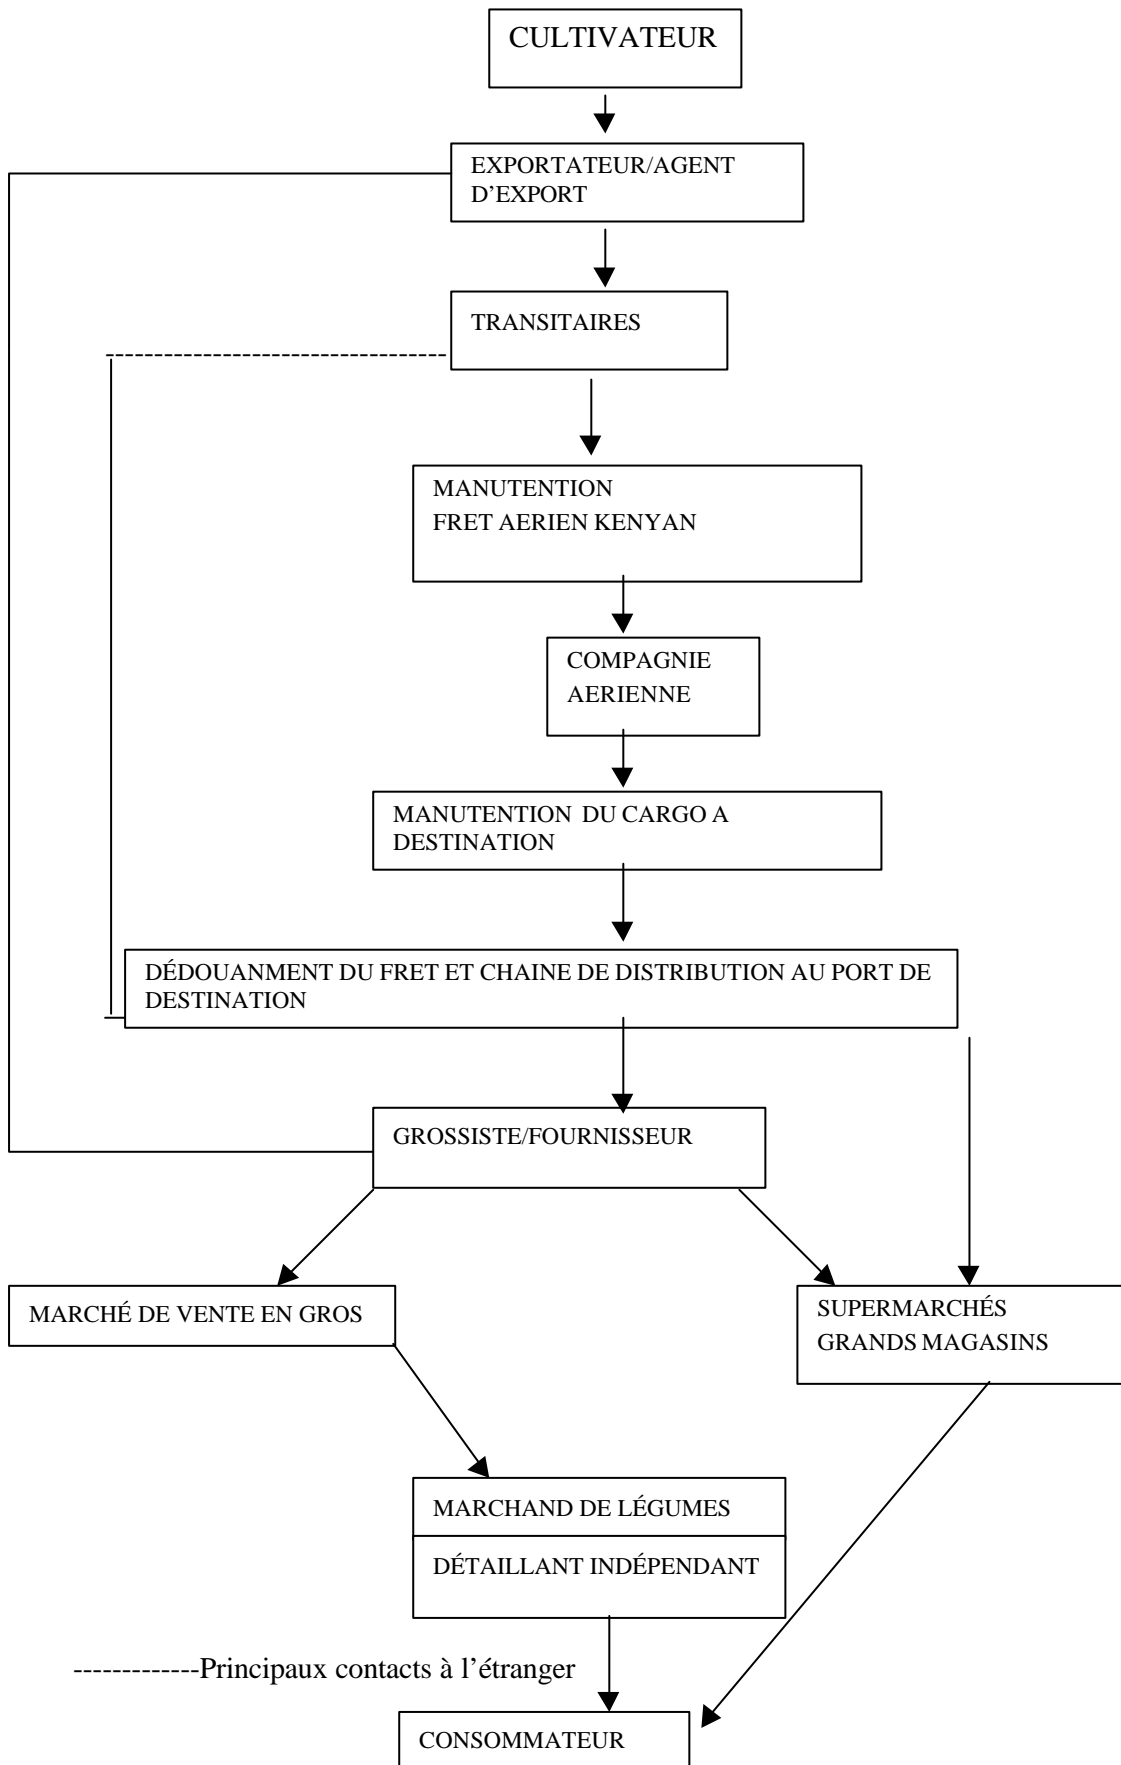 CULTIVATEUR
EXPORTATEUR/AGENT
D'EXPORT
TRANSITAIRES
MANUTENTION
FRET AERIEN KENYAN
COMPAGNIE
AERIENNE
MANUTENTION DU CARGO A
DESTINATION
DÉDOUANMENT DU FRET ET CHAINE DE DISTRIBUTION AU PORT DE
DESTINATION
GROSSISTE/FOURNISSEUR
MARCHÉ DE VENTE EN GROS
SUPERMARCHÉS
GRANDS MAGASINS
MARCHAND DE LÉGUMES
DÉTAILLANT INDÉPENDANT
----------Principaux contacts à l'étranger
CONSOMMATEUR